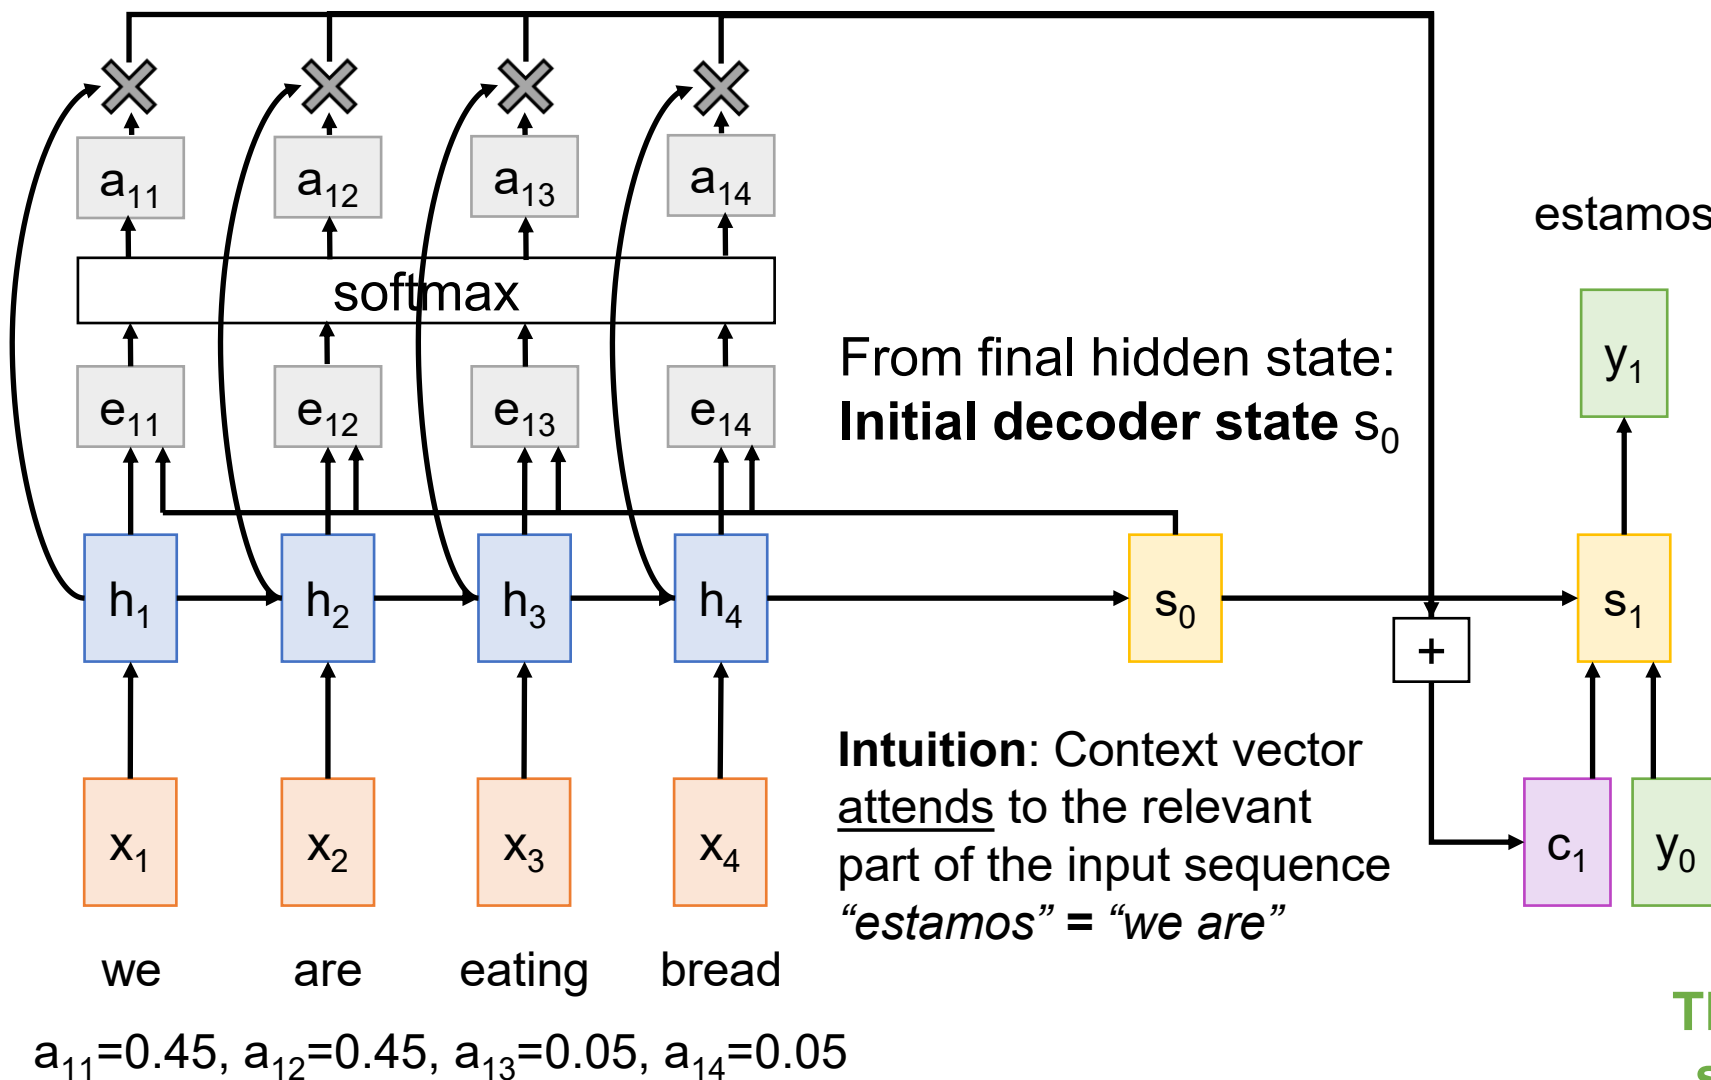 a₁₁ a₁₂ a₁₃ a₁₄
estamos
softmax
y₁
From final hidden state:
Initial decoder state s₀
e₁₁ e₁₂ e₁₃ e₁₄
h₁ h₂ h₃ h₄ s₀ s₁
+
Intuition: Context vector
attends to the relevant
part of the input sequence
“estamos” = “we are”
x₁ x₂ x₃ x₄ c₁ y₀
we are eating bread
a₁₁=0.45, a₁₂=0.45, a₁₃=0.05, a₁₄=0.05